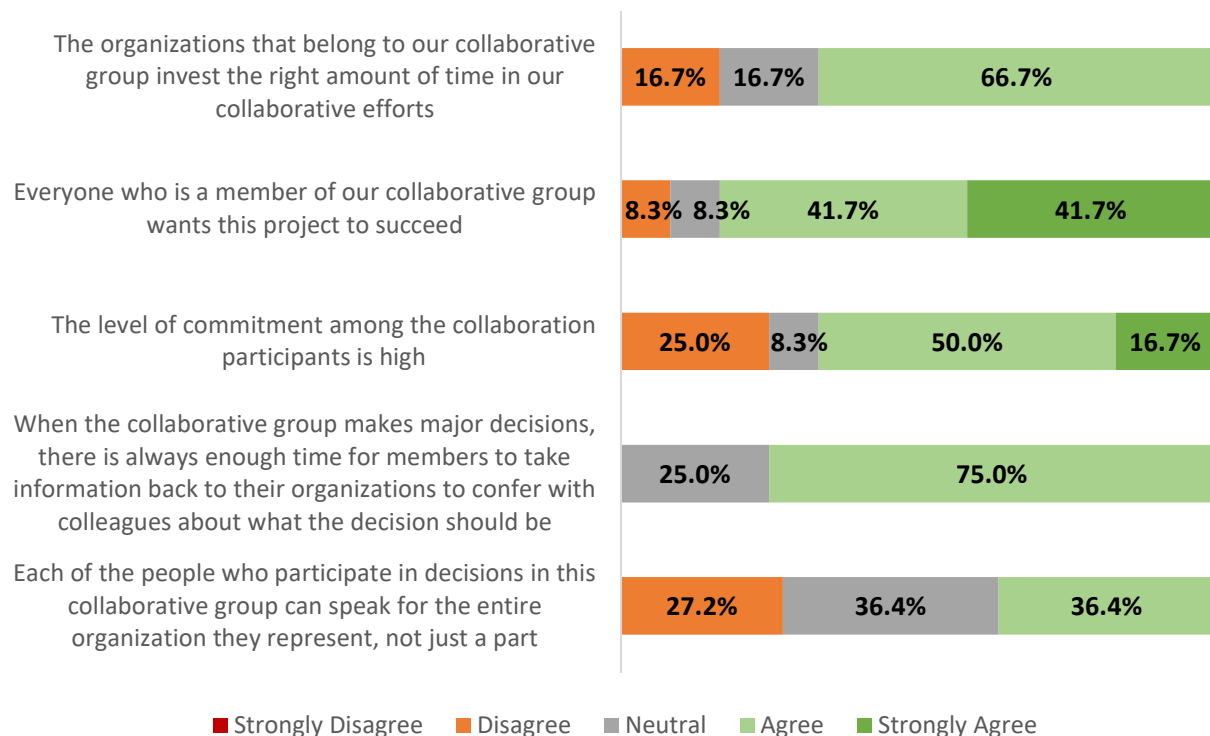 The organizations that belong to our collaborative
group invest the right amount of time in our
collaborative efforts
16.7% 16.7% 66.7%
Everyone who is a member of our collaborative group
wants this project to succeed
8.3% 8.3% 41.7% 41.7%
The level of commitment among the collaboration
participants is high
25.0% 8.3% 50.0% 16.7%
When the collaborative group makes major decisions,
there is always enough time for members to take
information back to their organizations to confer with
colleagues about what the decision should be
25.0% 75.0%
Each of the people who participate in decisions in this
collaborative group can speak for the entire
organization they represent, not just a part
27.2% 36.4% 36.4%
Strongly Disagree Disagree Neutral Agree Strongly Agree